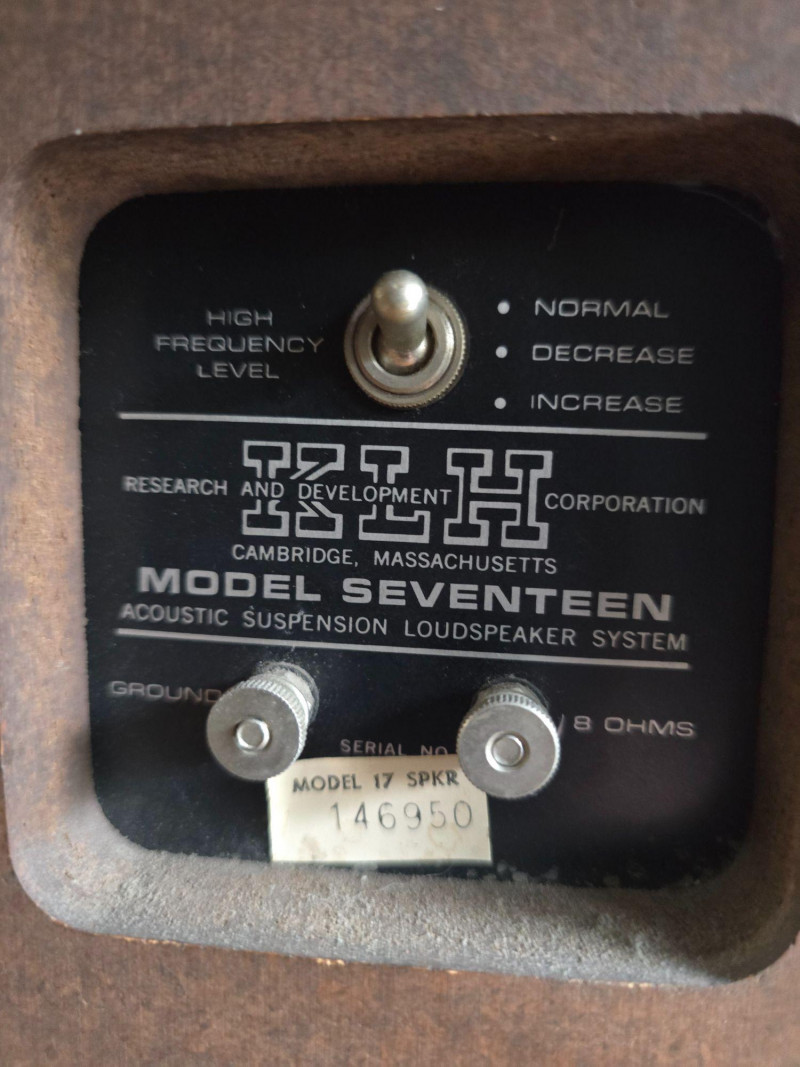 HIGH
FREQUENCY
LEVEL
NORMAL
DECREASE
INCREASE
KLH
RESEARCH AND DEVELOPMENT CORPORATION
CAMBRIDGE, MASSACHUSETTS
MODEL SEVENTEEN
ACOUSTIC SUSPENSION LOUDSPEAKER SYSTEM
GROUND
8 OHMS
SERIAL NO
MODEL 17 SPKR
146950